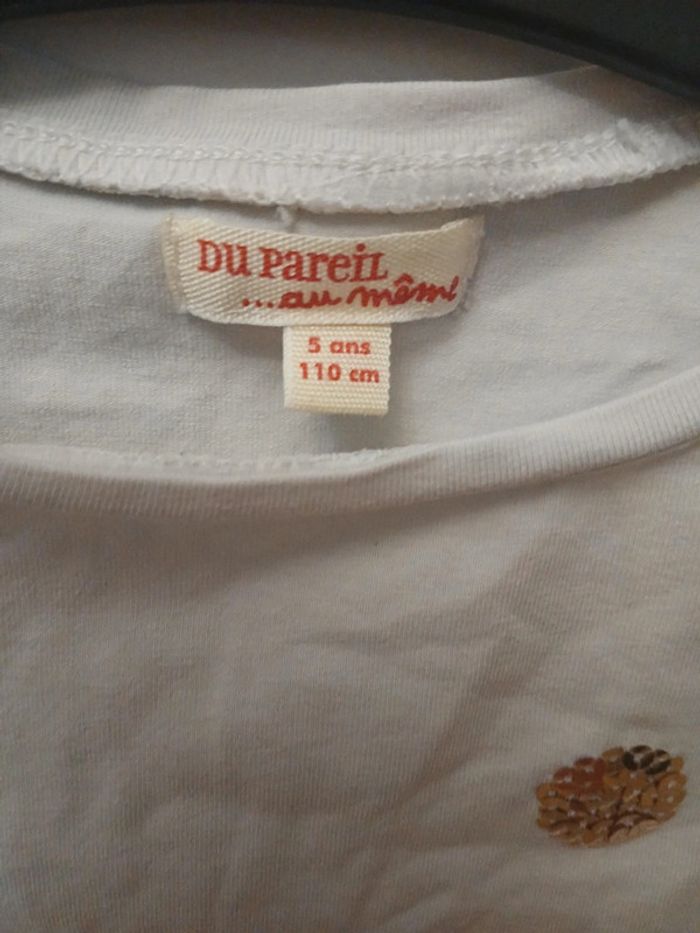 Du Pareil
...au même
5 ans
110 cm